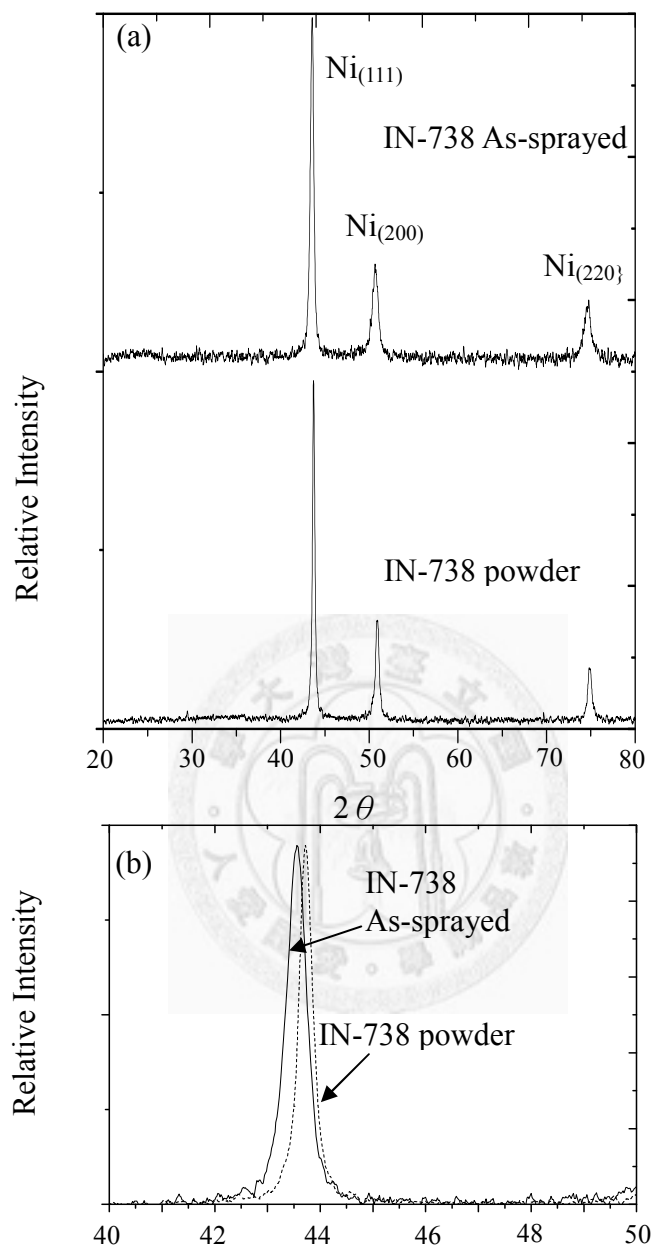 (a)
Ni(111)
IN-738 As-sprayed
Ni(200)
Ni(220}
Relative Intensity
IN-738 powder
20 30 40 50 60 70 80
2θ
(b)
IN-738
As-sprayed
IN-738 powder
Relative Intensity
40 42 44 46 48 50